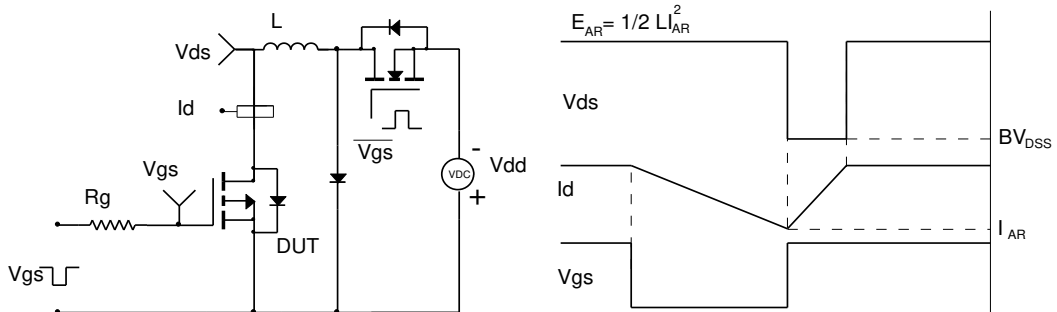 L
E_AR= 1/2 LI_AR^2
Vds
Id
Vgs
Vgs
Rg
VDC
-
+
Vdd
DUT
Vgs
Vds
BV_DSS
Id
I_AR
Vgs